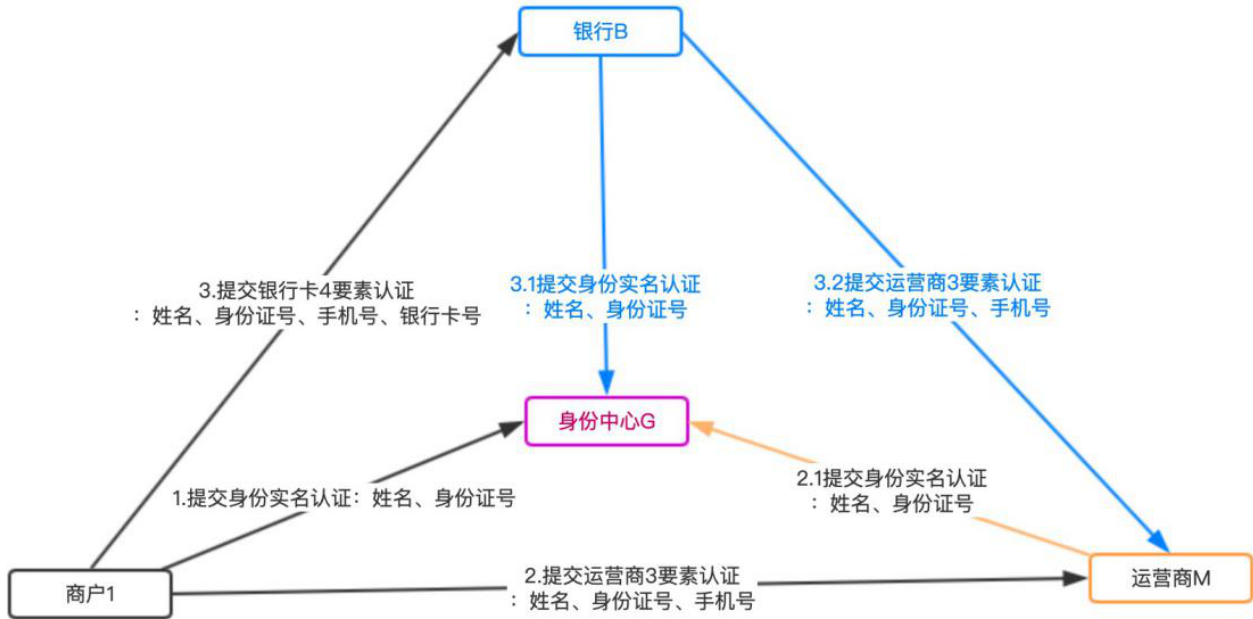 银行B
3.提交银行卡4要素认证
：姓名、身份证号、手机号、银行卡号
3.1提交身份实名认证
：姓名、身份证号
3.2提交运营商3要素认证
：姓名、身份证号、手机号
身份中心G
1.提交身份实名认证：姓名、身份证号
2.1提交身份实名认证
：姓名、身份证号
商户1
2.提交运营商3要素认证
：姓名、身份证号、手机号
运营商M